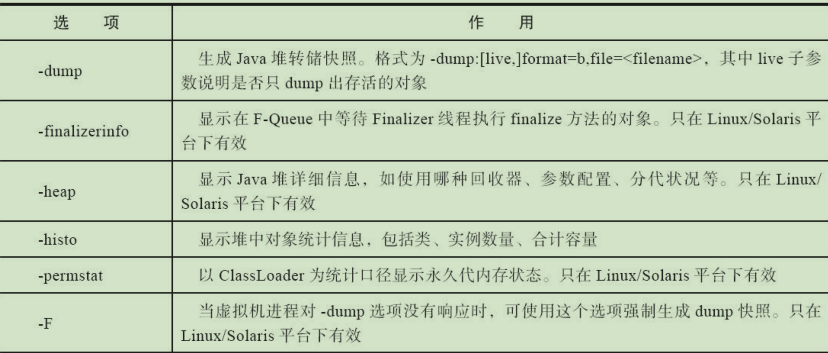 选 项 作 用
-dump 生成 Java 堆转储快照。格式为 -dump:[live,]format=b,file=<filename>，其中 live 子参
数说明是否只 dump 出存活的对象
-finalizerinfo 显示在 F-Queue 中等待 Finalizer 线程执行 finalize 方法的对象。只在 Linux/Solaris 平
台下有效
-heap 显示 Java 堆详细信息，如使用哪种回收器、参数配置、分代状况等。只在 Linux/
Solaris 平台下有效
-histo 显示堆中对象统计信息，包括类、实例数量、合计容量
-permstat 以 ClassLoader 为统计口径显示永久代内存状态。只在 Linux/Solaris 平台下有效
-F 当虚拟机进程对 -dump 选项没有响应时，可使用这个选项强制生成 dump 快照。只在
Linux/Solaris 平台下有效